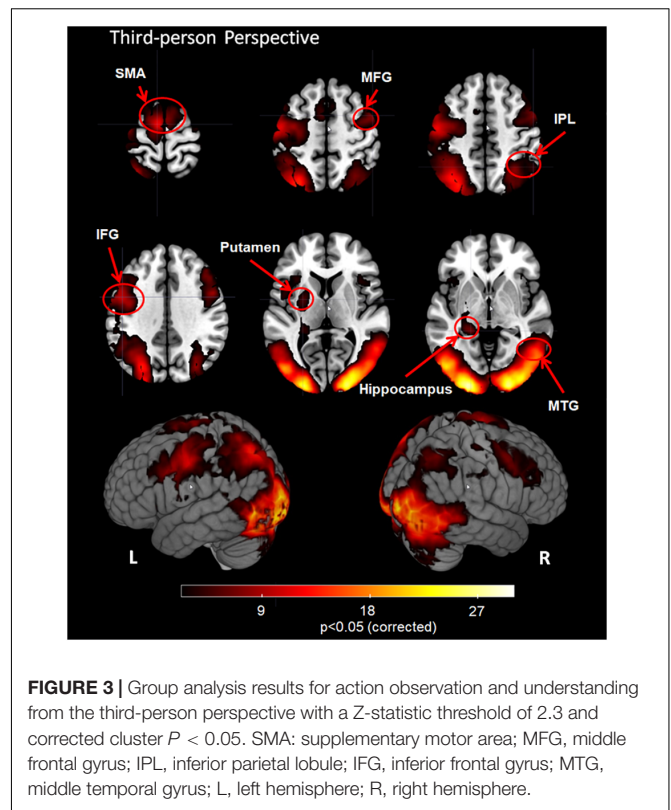 Third-person Perspective
SMA
MFG
IPL
IFG
Putamen
Hippocampus
MTG
L
R
9 18 27
p<0.05 (corrected)
FIGURE 3 | Group analysis results for action observation and understanding
from the third-person perspective with a Z-statistic threshold of 2.3 and
corrected cluster P < 0.05. SMA: supplementary motor area; MFG, middle
frontal gyrus; IPL, inferior parietal lobule; IFG, inferior frontal gyrus; MTG,
middle temporal gyrus; L, left hemisphere; R, right hemisphere.